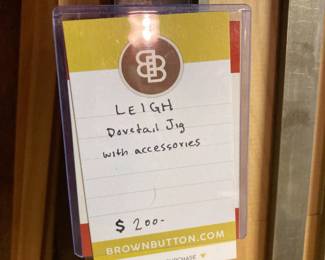 LEIGH
Dovetail Jig
with accessories
$ 200-
BROWNBUTTON.COM